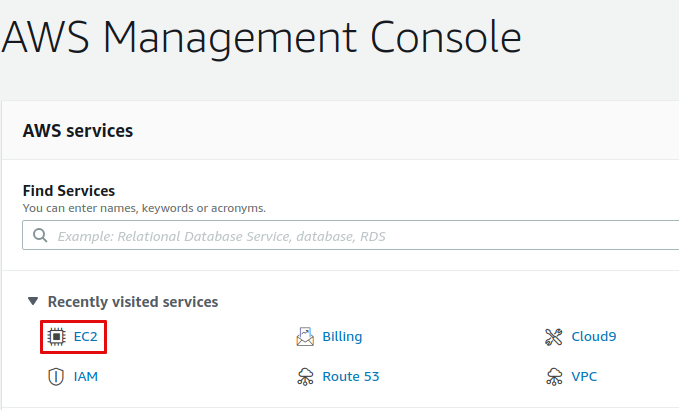 AWS Management Console
AWS services
Find Services
You can enter names, keywords or acronyms.
Example: Relational Database Service, database, RDS
Recently visited services
EC2 Billing Cloud9
IAM Route 53 VPC